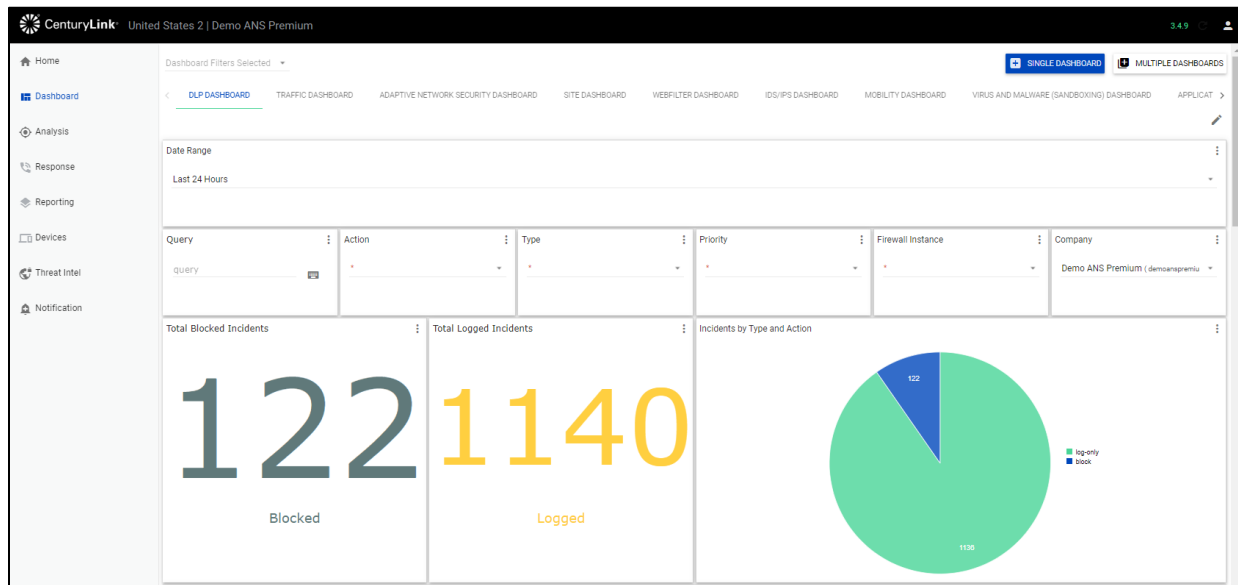 CenturyLink® United States 2 | Demo ANS Premium 3.4.9
Home
Dashboard
Analysis
Response
Reporting
Devices
Threat Intel
Notification
Dashboard Filters Selected
SINGLE DASHBOARD MULTIPLE DASHBOARDS
DLP DASHBOARD TRAFFIC DASHBOARD ADAPTIVE NETWORK SECURITY DASHBOARD SITE DASHBOARD WEBFILTER DASHBOARD IDS/IPS DASHBOARD MOBILITY DASHBOARD VIRUS AND MALWARE (SANDBOXING) DASHBOARD APPLICAT
Date Range
Last 24 Hours
Query Action Type Priority Firewall Instance Company
query * * * * Demo ANS Premium ( demoanspremiu
Total Blocked Incidents
122
Blocked
Total Logged Incidents
1140
Logged
Incidents by Type and Action
122
1136
log-only
block